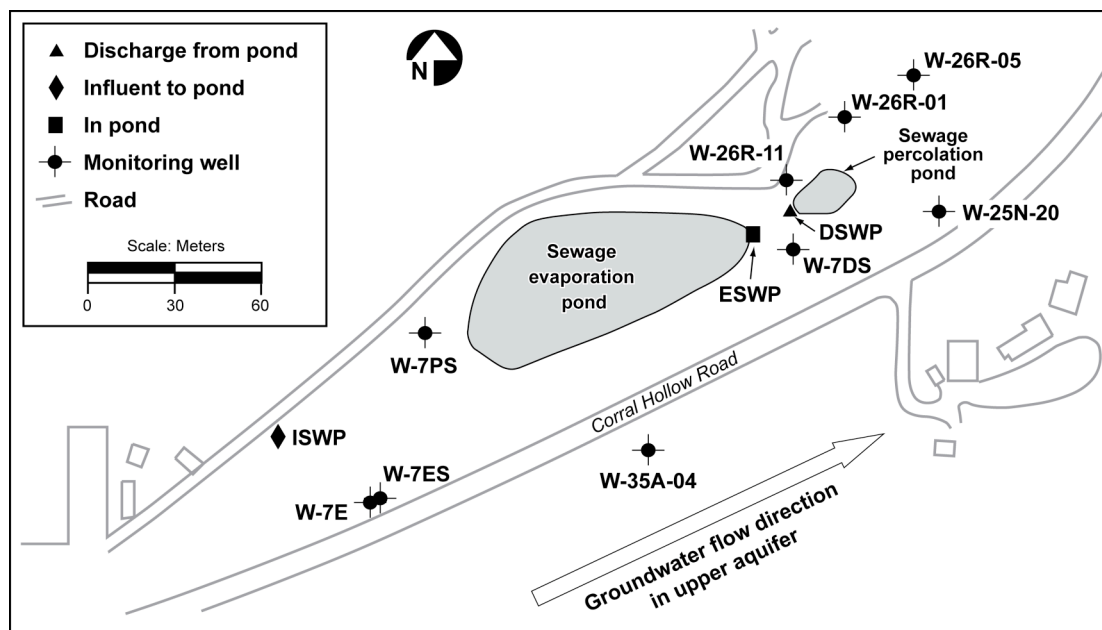 Discharge from pond
Influent to pond
In pond
Monitoring well
Road
Scale: Meters
0 30 60
N
W-26R-05
W-26R-01
W-26R-11
Sewage
percolation
pond
W-25N-20
DSWP
W-7DS
ESWP
Sewage
evaporation
pond
W-7PS
Corral Hollow Road
ISWP
W-7ES
W-7E
W-35A-04
Groundwater flow direction
in upper aquifer